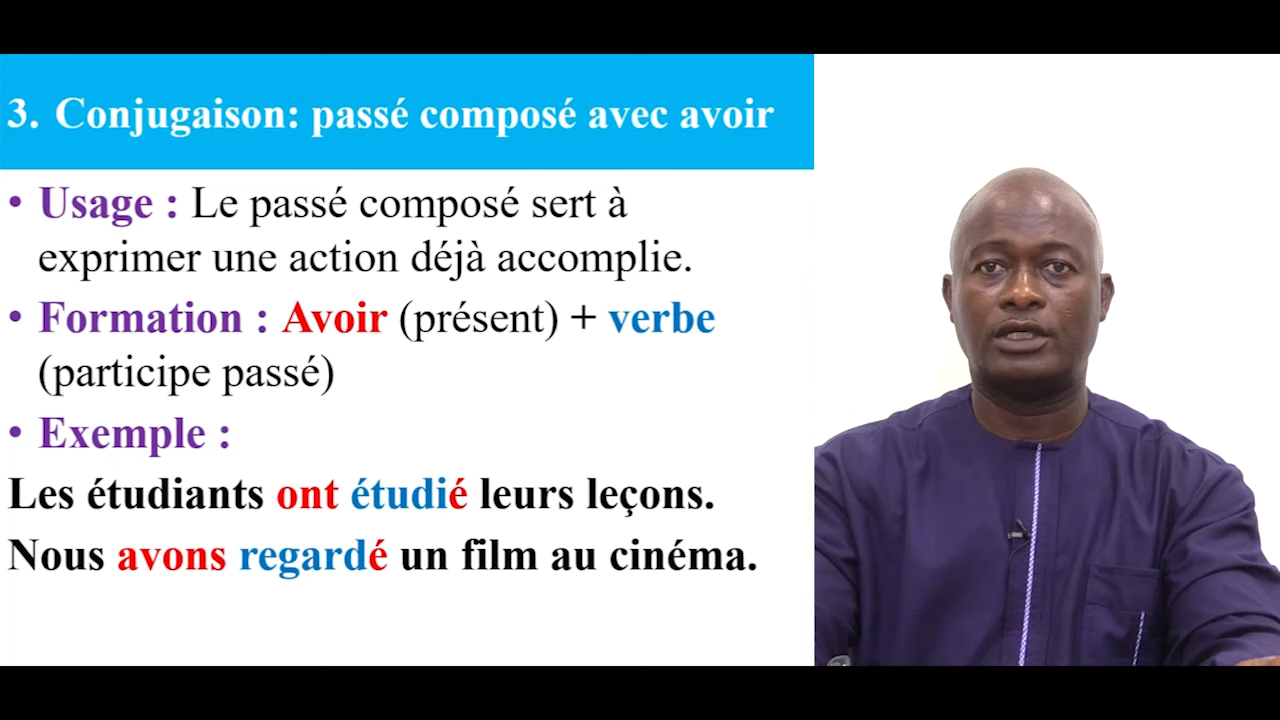 3. Conjugaison: passé composé avec avoir
• Usage : Le passé composé sert à
exprimer une action déjà accomplie.
• Formation : Avoir (présent) + verbe
(participe passé)
• Exemple :
Les étudiants ont étudié leurs leçons.
Nous avons regardé un film au cinéma.